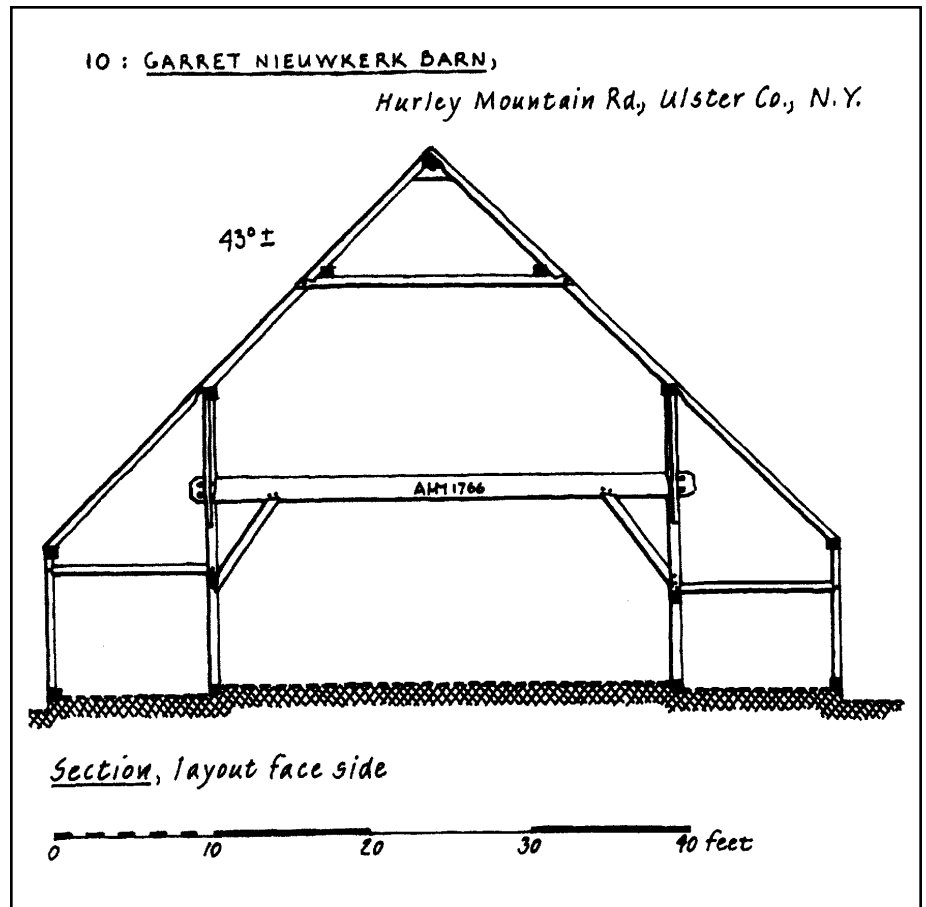 10 : GARRET NIEUWKERK BARN,
Hurley Mountain Rd., Ulster Co., N.Y.
43° ±
AHM 1766
Section, layout face side
0 10 20 30 40 feet